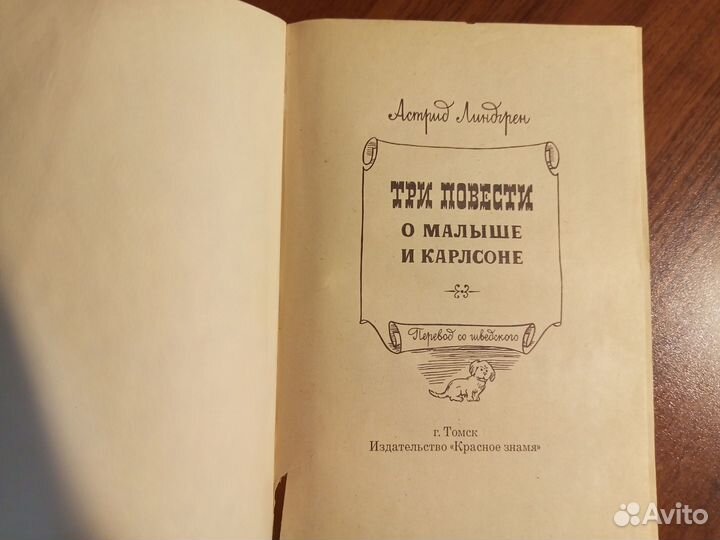 Астрид Линдгрен
ТРИ ПОВЕСТИ
О МАЛЫШЕ
И КАРЛСОНЕ
Перевод со шведского
г. Томск
Издательство «Красное знамя»
Avito